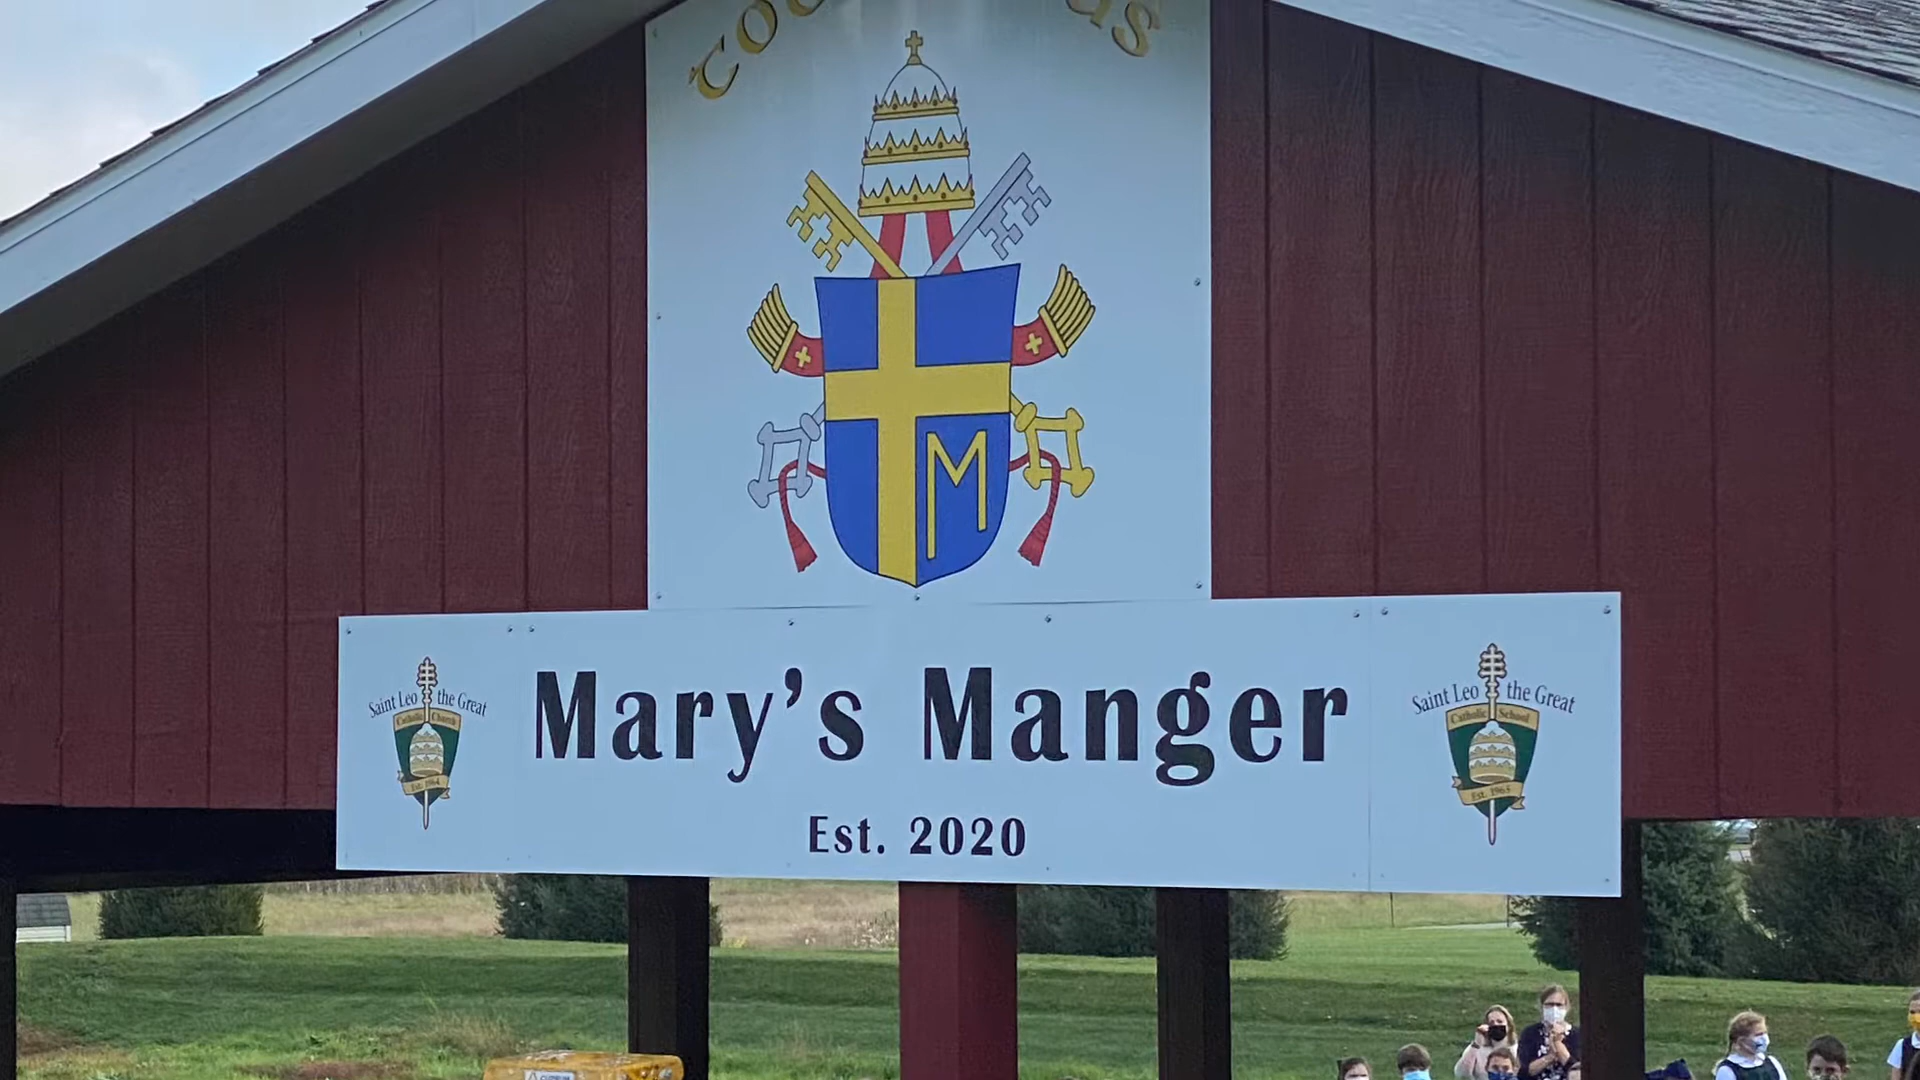 Mary's Manger
Est. 2020
Saint Leo the Great
Catholic Church
Est. 1964
Saint Leo the Great
Catholic School
Est. 1965
M